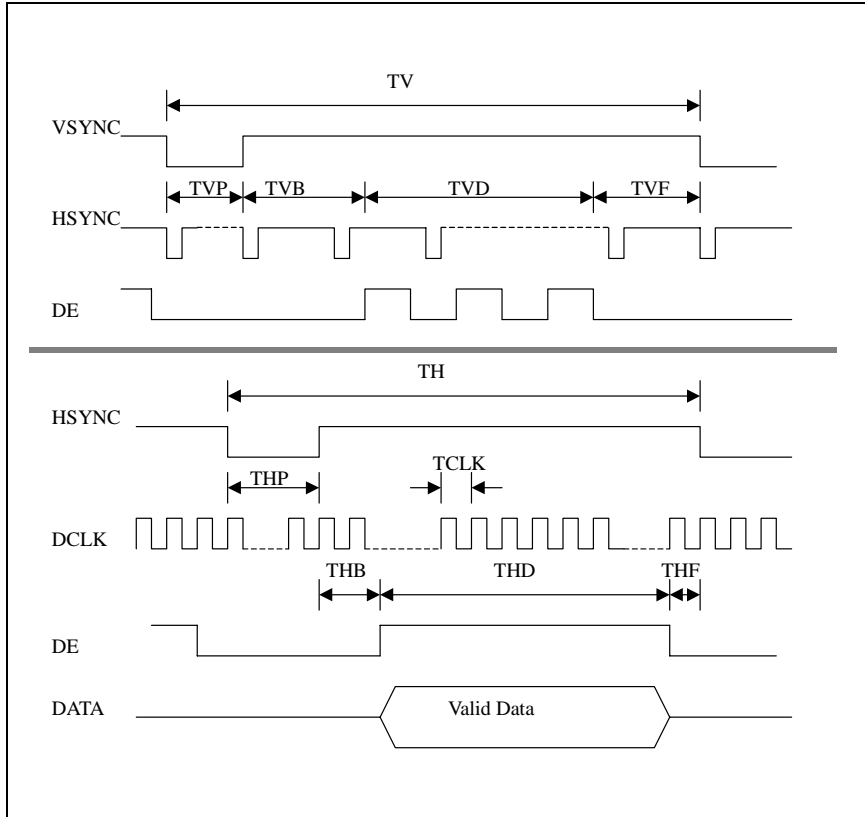 TV
VSYNC
TVP TVB TVD TVF
HSYNC
DE
TH
HSYNC
THP TCLK
DCLK
THB THD THF
DE
DATA Valid Data